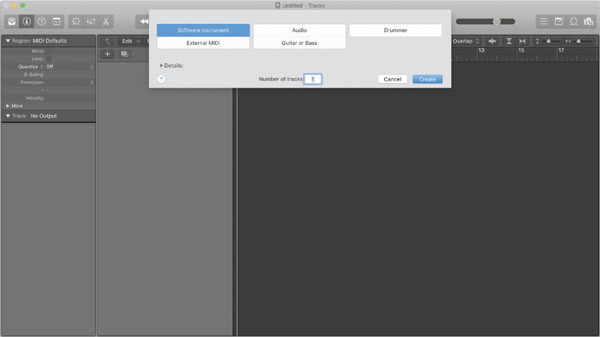 Untitled - Tracks
Software Instrument
Audio
Drummer
External MIDI
Guitar or Bass
Details:
Number of tracks: 1
Cancel
Create
Region: MIDI Defaults
Mute:
Loop:
Quantize Off
Q-Swing:
Transpose:
Velocity:
More
Track: No Output
Edit
Overlap
13 15 17